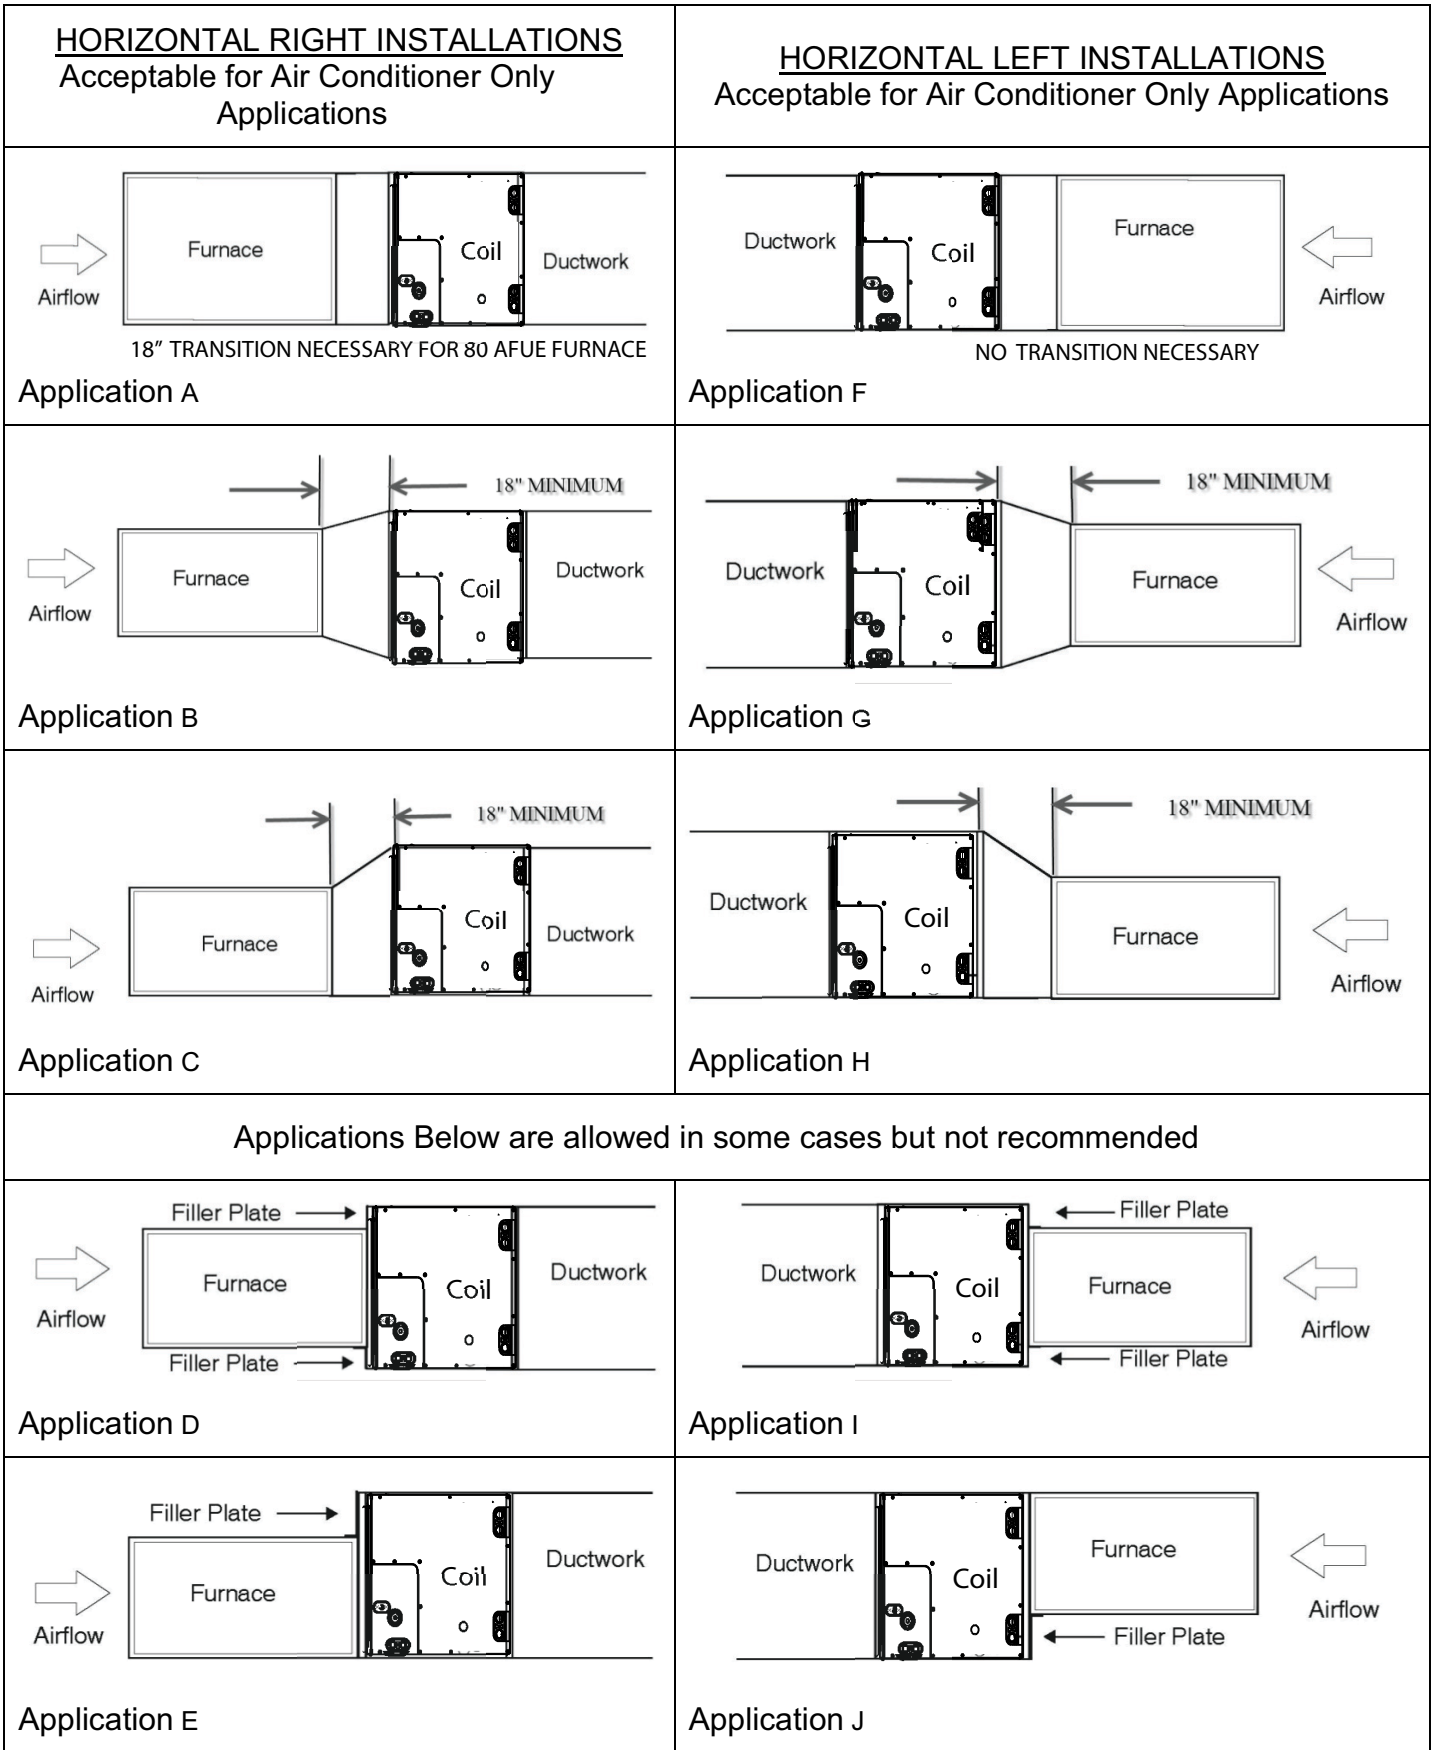 HORIZONTAL RIGHT INSTALLATIONS
Acceptable for Air Conditioner Only
Applications
HORIZONTAL LEFT INSTALLATIONS
Acceptable for Air Conditioner Only Applications
Furnace
Coil
Ductwork
Airflow
18" TRANSITION NECESSARY FOR 80 AFUE FURNACE
Application A
Ductwork
Coil
Furnace
Airflow
NO TRANSITION NECESSARY
Application F
18" MINIMUM
Furnace
Coil
Ductwork
Airflow
Application B
18" MINIMUM
Ductwork
Coil
Furnace
Airflow
Application G
18" MINIMUM
Furnace
Coil
Ductwork
Airflow
Application C
18" MINIMUM
Ductwork
Coil
Furnace
Airflow
Application H
Applications Below are allowed in some cases but not recommended
Filler Plate
Furnace
Coil
Ductwork
Airflow
Filler Plate
Application D
Filler Plate
Ductwork
Coil
Furnace
Airflow
Filler Plate
Application I
Filler Plate
Furnace
Coil
Ductwork
Airflow
Application E
Ductwork
Coil
Furnace
Airflow
Filler Plate
Application J